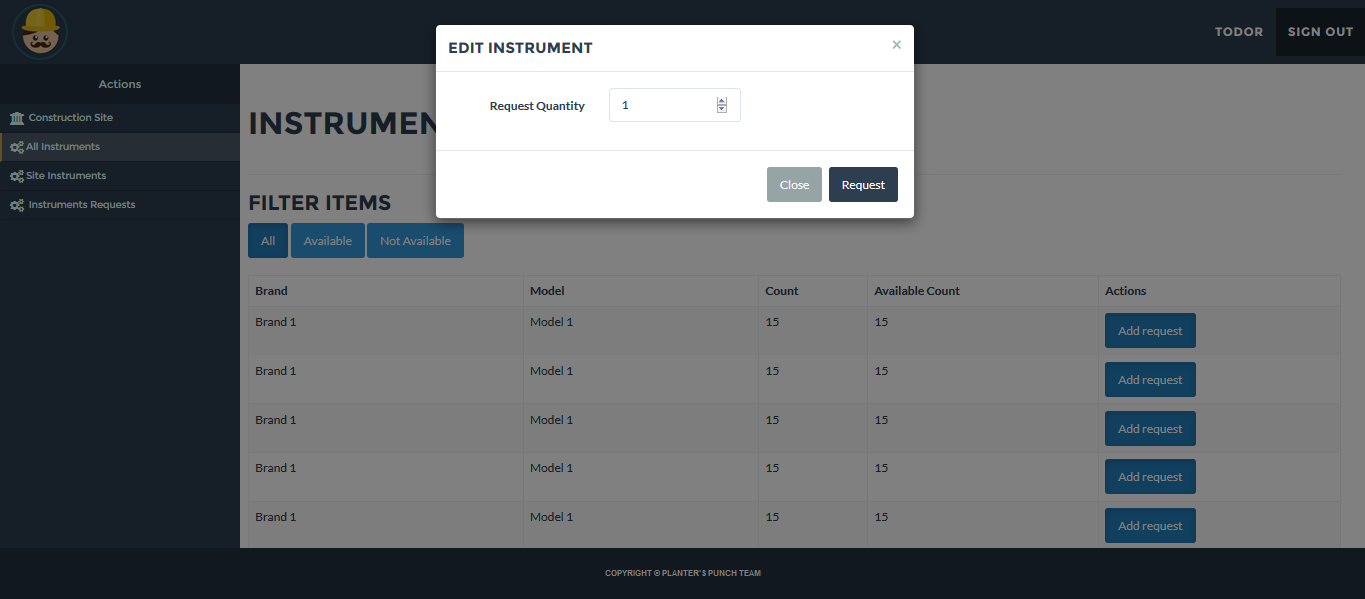 TODOR
SIGN OUT
EDIT INSTRUMENT
×
Request Quantity
1
Close
Request
Actions
Construction Site
All Instruments
Site Instruments
Instruments Requests
INSTRUMEN
FILTER ITEMS
All
Available
Not Available
Brand Model Count Available Count Actions
Brand 1 Model 1 15 15 Add request
Brand 1 Model 1 15 15 Add request
Brand 1 Model 1 15 15 Add request
Brand 1 Model 1 15 15 Add request
Brand 1 Model 1 15 15 Add request
COPYRIGHT © PLANTER'S PUNCH TEAM